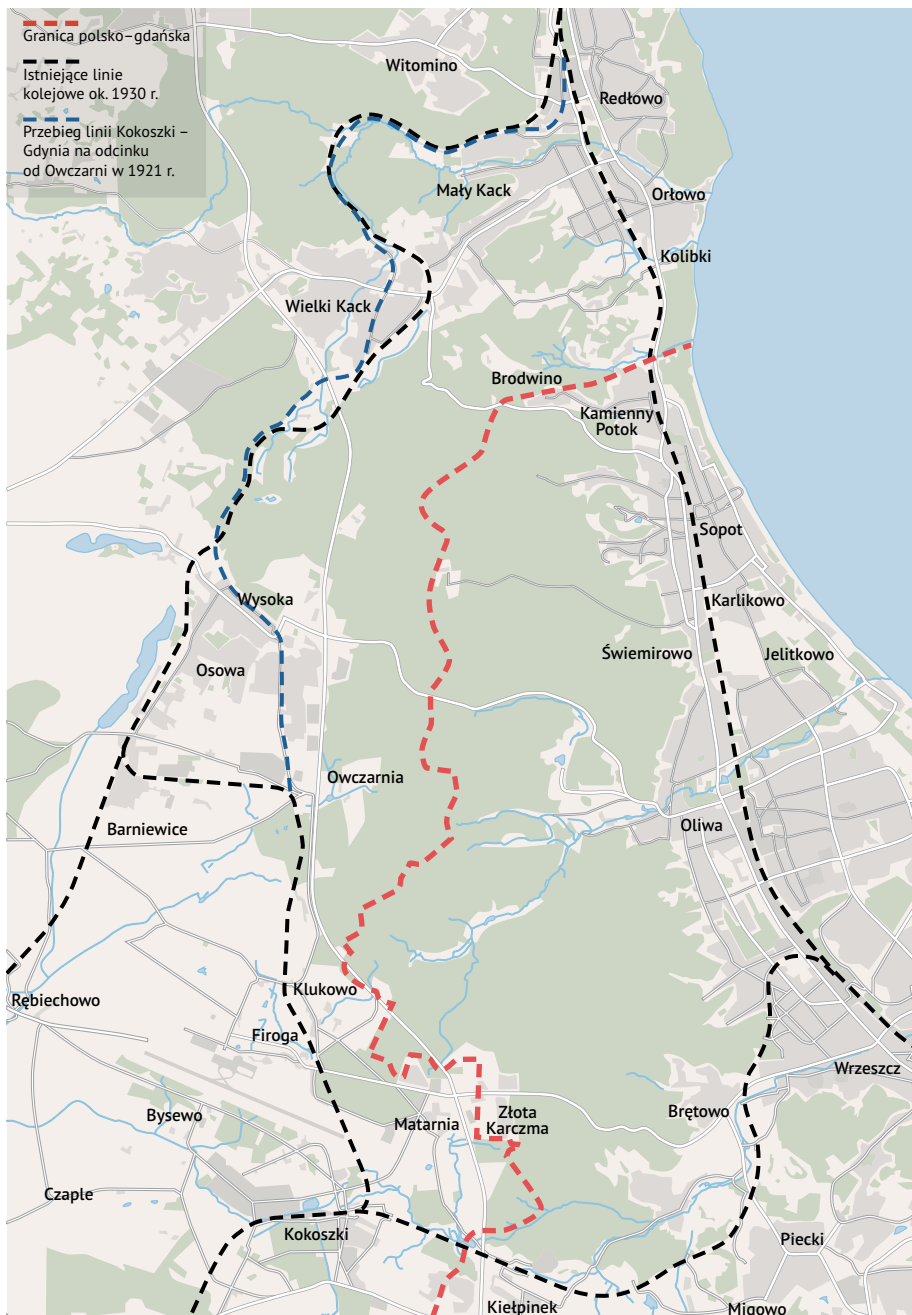 Granica polsko–gdańska
Istniejące linie
kolejowe ok. 1930 r.
Przebieg linii Kokoszki –
Gdynia na odcinku
od Owczarni w 1921 r.
Witomino
Redłowo
Mały Kack
Orłowo
Kolibki
Wielki Kack
Brodwino
Kamienny
Potok
Sopot
Wysoka
Karlikowo
Świemirowo
Jelitkowo
Osowa
Owczarnia
Barniewice
Oliwa
Rębiechowo
Klukowo
Firoga
Wrzeszcz
Bysewo
Matarnia
Złota
Karczma
Brętowo
Czaple
Kokoszki
Piecki
Kiełpinek
Migowo